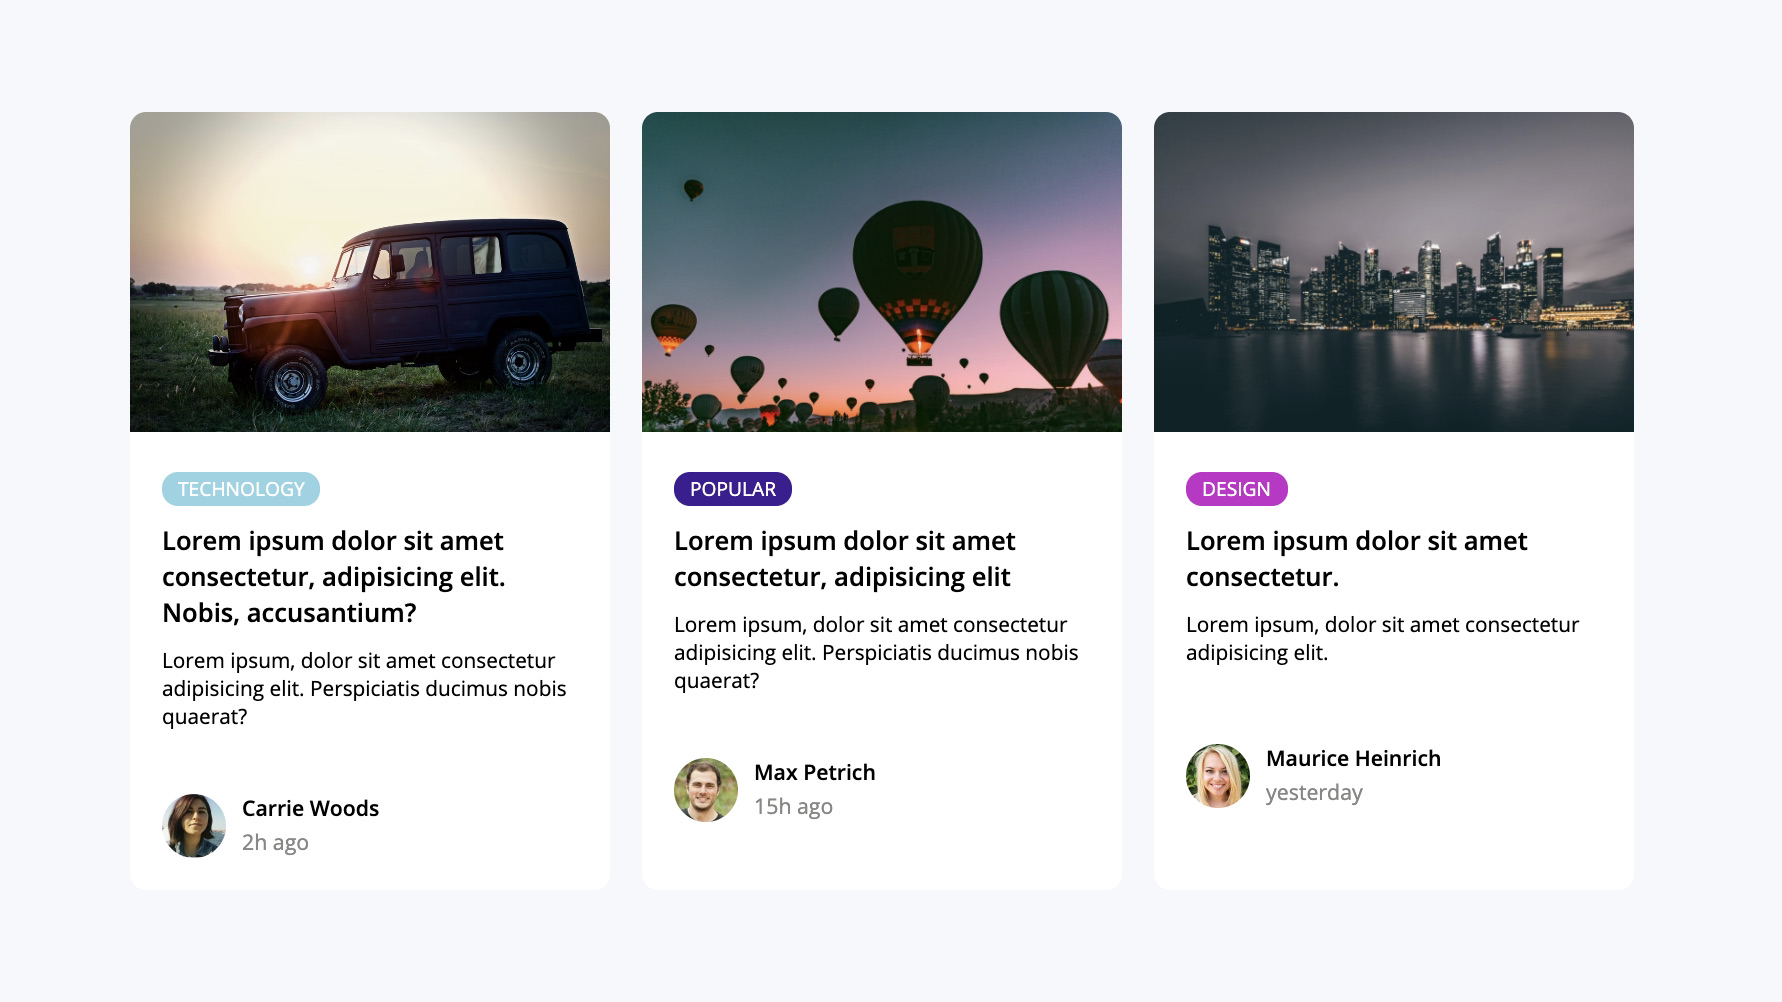 TECHNOLOGY
Lorem ipsum dolor sit amet
consectetur, adipisicing elit.
Nobis, accusantium?
Lorem ipsum, dolor sit amet consectetur
adipisicing elit. Perspiciatis ducimus nobis
quaerat?
Carrie Woods
2h ago
POPULAR
Lorem ipsum dolor sit amet
consectetur, adipisicing elit
Lorem ipsum, dolor sit amet consectetur
adipisicing elit. Perspiciatis ducimus nobis
quaerat?
Max Petrich
15h ago
DESIGN
Lorem ipsum dolor sit amet
consectetur.
Lorem ipsum, dolor sit amet consectetur
adipisicing elit.
Maurice Heinrich
yesterday